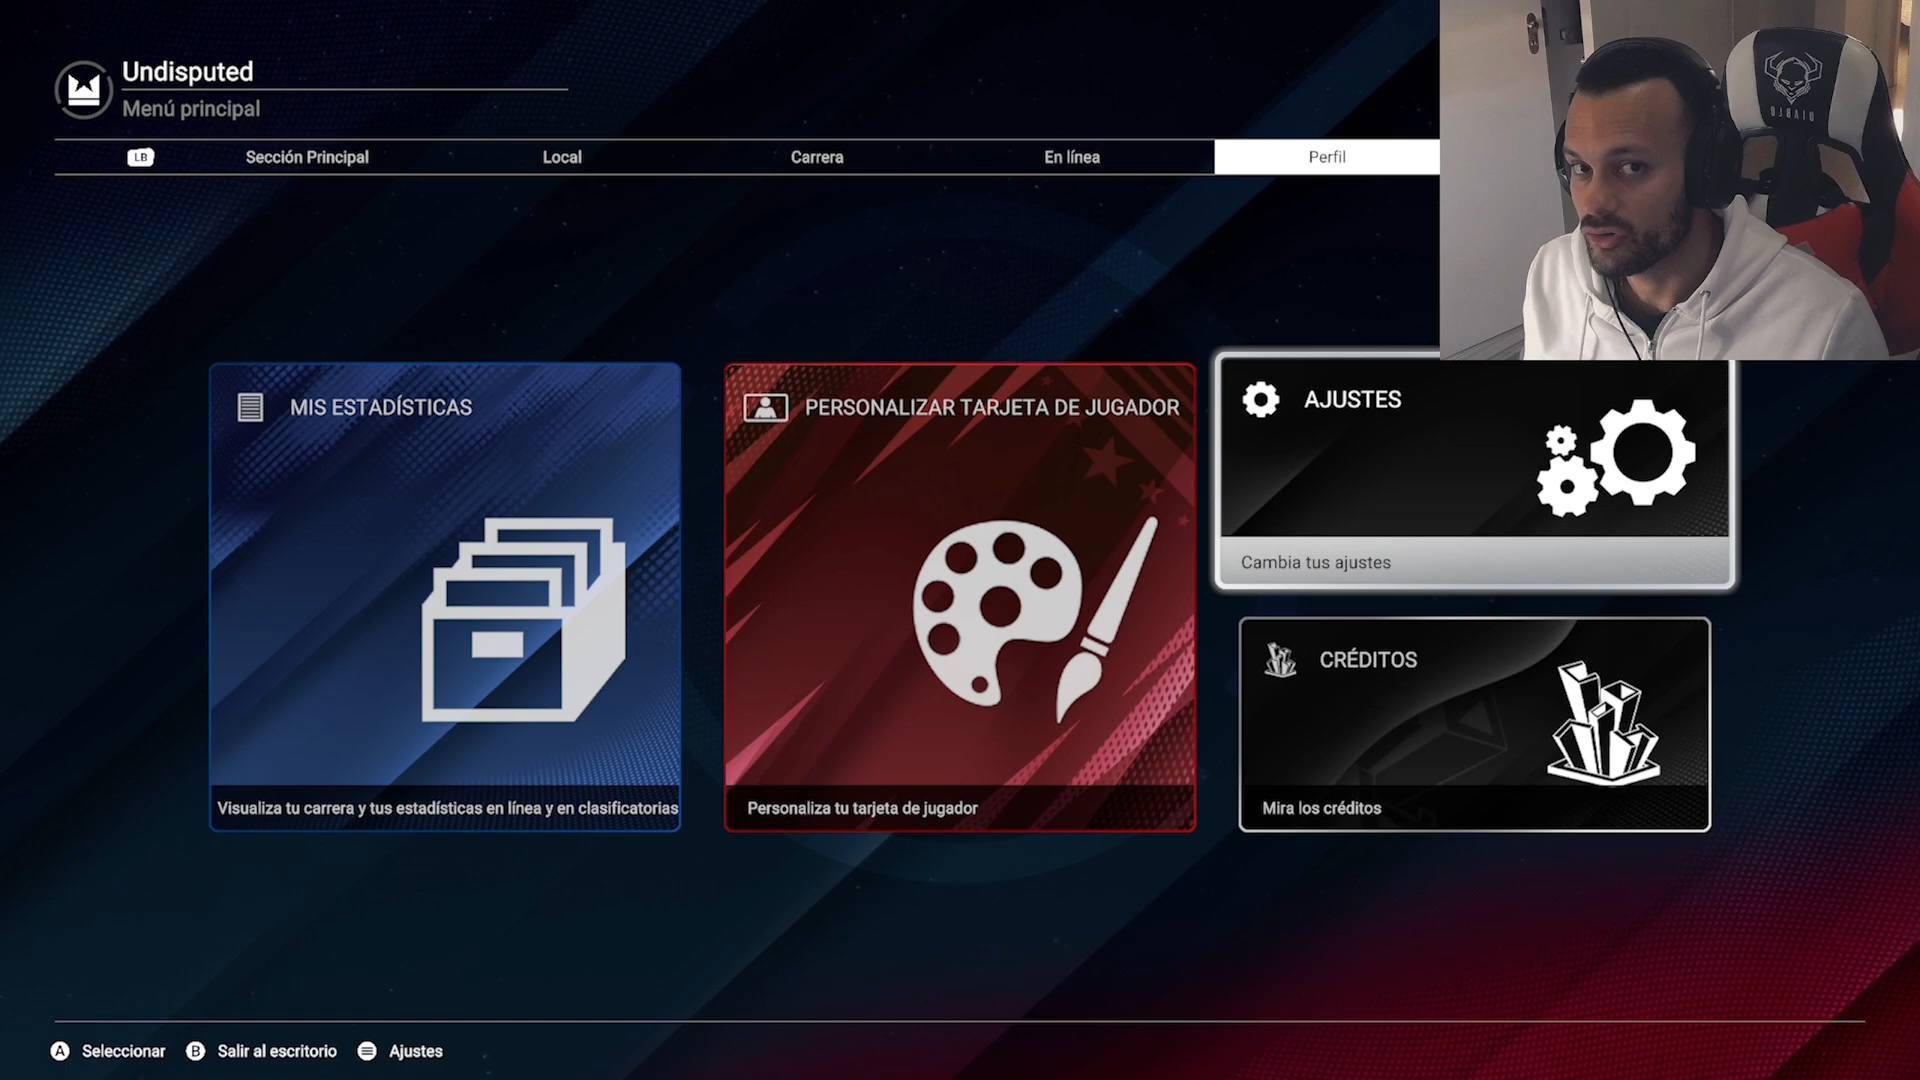 Undisputed
Menú principal
LB
Sección Principal
Local
Carrera
En línea
Perfil
DIABLO
MIS ESTADÍSTICAS
Visualiza tu carrera y tus estadísticas en línea y en clasificatorias
PERSONALIZAR TARJETA DE JUGADOR
Personaliza tu tarjeta de jugador
AJUSTES
Cambia tus ajustes
CRÉDITOS
Mira los créditos
A Seleccionar
B Salir al escritorio
Ajustes